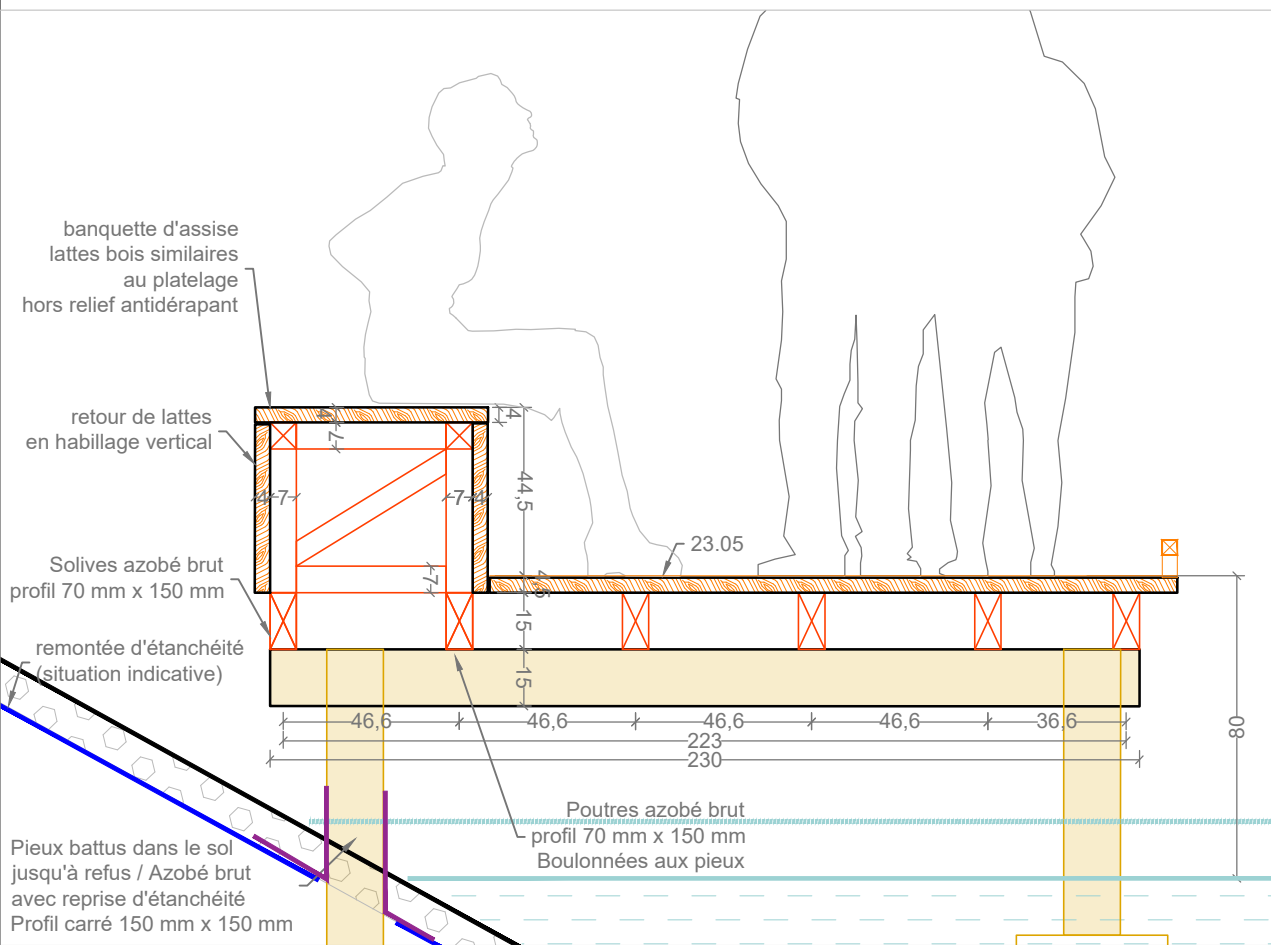 banquette d'assise
lattes bois similaires
au platelage
hors relief antidérapant
retour de lattes
en habillage vertical
4
7
4
4
7
7
4
44,5
7
23.05
4,5
Solives azobé brut
profil 70 mm x 150 mm
15
remontée d'étanchéité
(situation indicative)
15
46,6
46,6
46,6
46,6
36,6
223
230
80
Poutres azobé brut
profil 70 mm x 150 mm
Boulonnées aux pieux
Pieux battus dans le sol
jusqu'à refus / Azobé brut
avec reprise d'étanchéité
Profil carré 150 mm x 150 mm